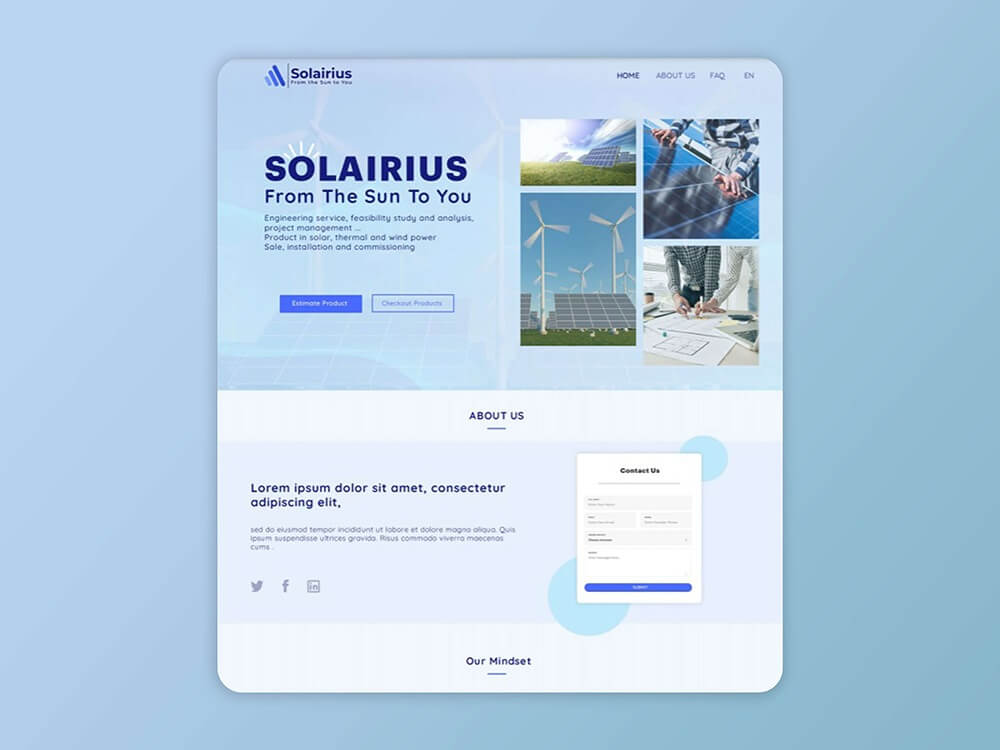 Solairius
From the Sun to You
HOME ABOUT US FAQ EN
SOLAIRIUS
From The Sun To You
Engineering service, feasibility study and analysis,
project management ...
Product in solar, thermal and wind power
Sale, installation and commissioning
Estimate Product Checkout Products
ABOUT US
Lorem ipsum dolor sit amet, consectetur
adipiscing elit,
sed do eiusmod tempor incididunt ut labore et dolore magna aliqua. Quis
ipsum suspendisse ultrices gravida. Risus commodo viverra maecenas
cums .
Contact Us
SUBMIT
Our Mindset